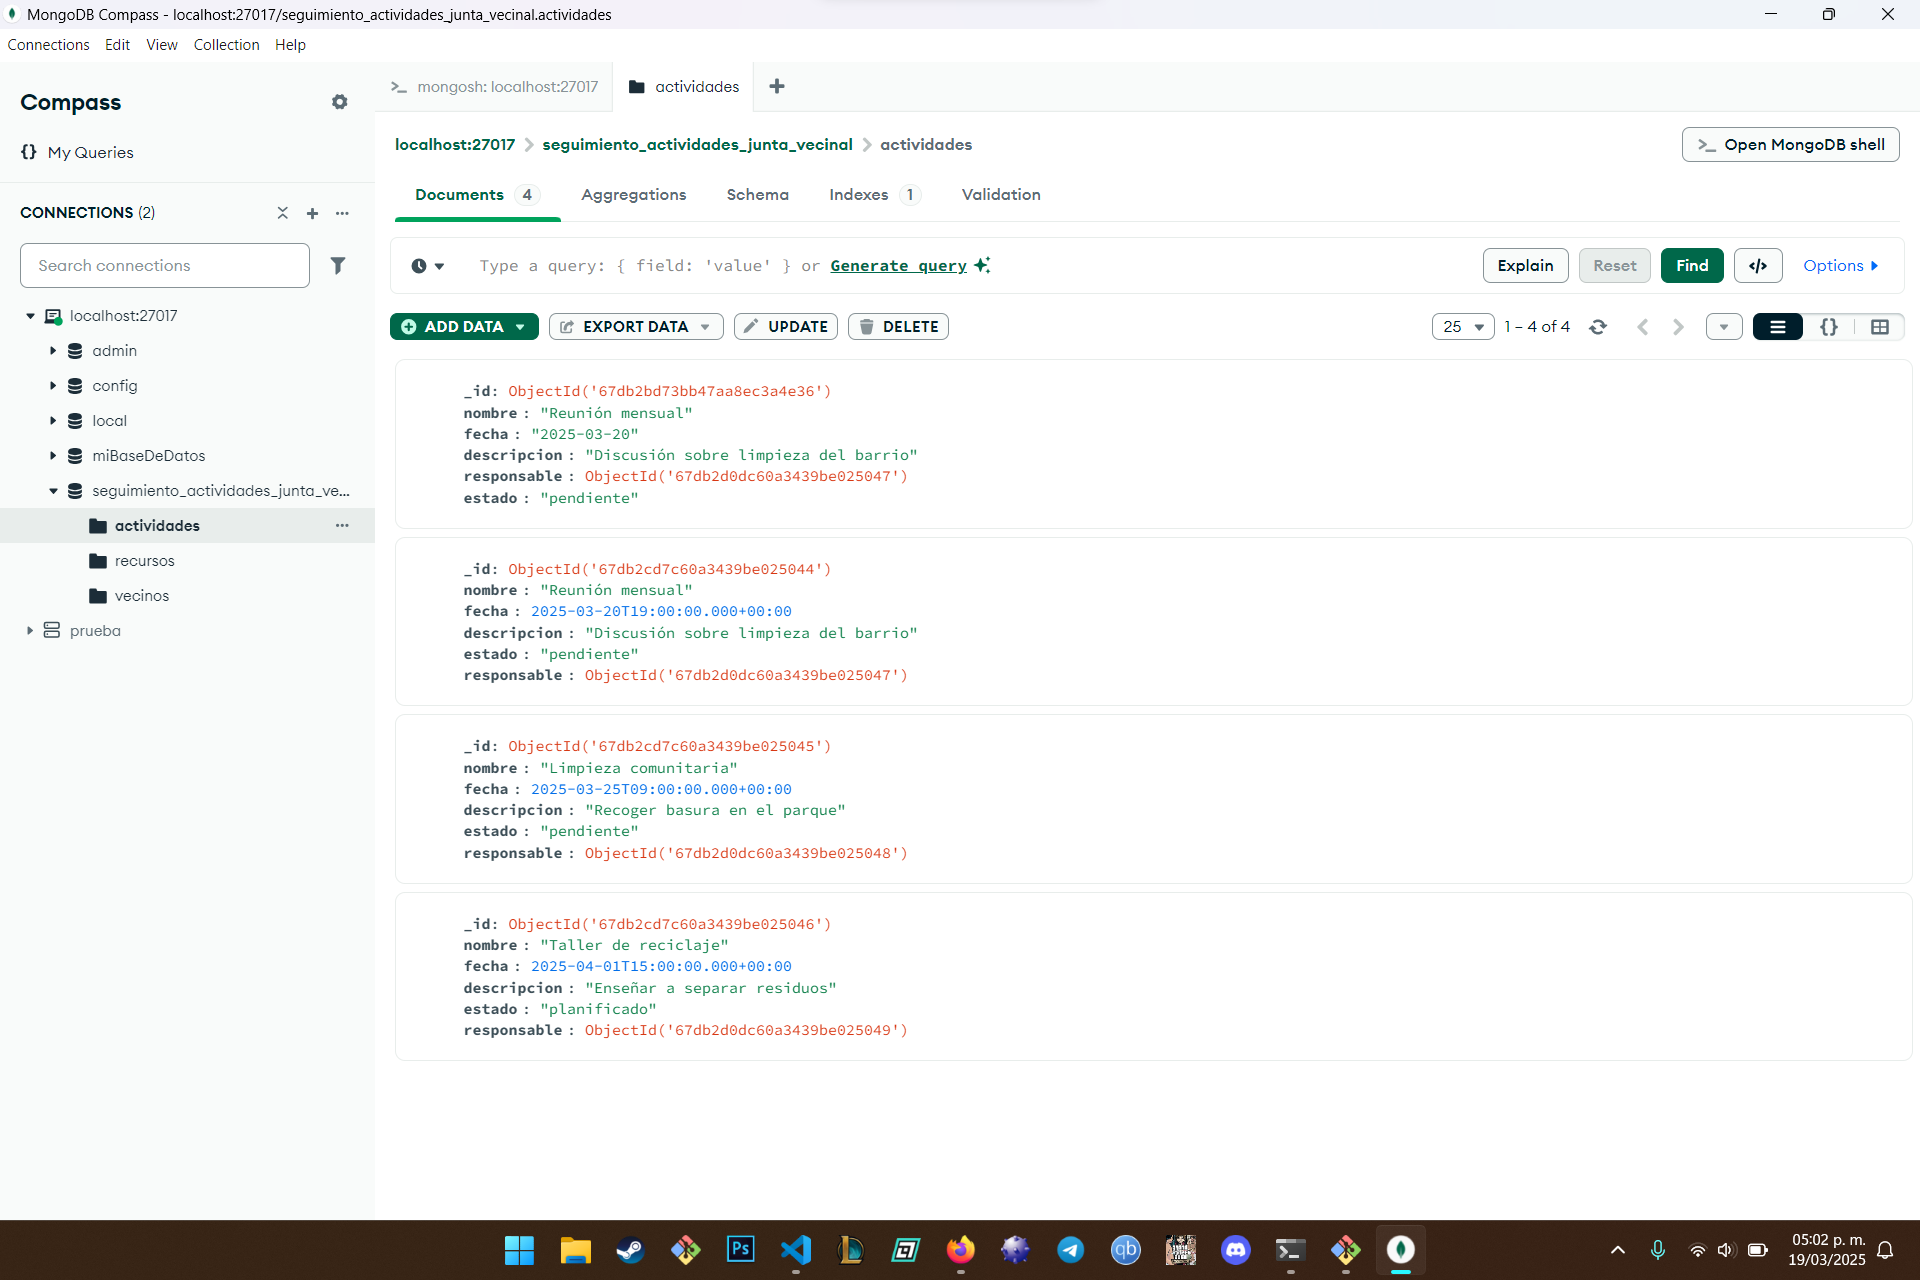 MongoDB Compass - localhost:27017/seguimiento_actividades_junta_vecinal.actividades
Connections Edit View Collection Help
Compass
{} My Queries
CONNECTIONS (2)
Search connections
localhost:27017
admin
config
local
miBaseDeDatos
seguimiento_actividades_junta_ve...
actividades
recursos
vecinos
prueba
>_ mongosh: localhost:27017
actividades
localhost:27017 > seguimiento_actividades_junta_vecinal > actividades
>_ Open MongoDB shell
Documents 4 Aggregations Schema Indexes 1 Validation
Type a query: { field: 'value' } or Generate query
Explain Reset Find </> Options
ADD DATA EXPORT DATA UPDATE DELETE
25 1 – 4 of 4 {}
_id: ObjectId('67db2bd73bb47aa8ec3a4e36')
nombre : "Reunión mensual"
fecha : "2025-03-20"
descripcion : "Discusión sobre limpieza del barrio"
responsable : ObjectId('67db2d0dc60a3439be025047')
estado : "pendiente"
_id: ObjectId('67db2cd7c60a3439be025044')
nombre : "Reunión mensual"
fecha : 2025-03-20T19:00:00.000+00:00
descripcion : "Discusión sobre limpieza del barrio"
estado : "pendiente"
responsable : ObjectId('67db2d0dc60a3439be025047')
_id: ObjectId('67db2cd7c60a3439be025045')
nombre : "Limpieza comunitaria"
fecha : 2025-03-25T09:00:00.000+00:00
descripcion : "Recoger basura en el parque"
estado : "pendiente"
responsable : ObjectId('67db2d0dc60a3439be025048')
_id: ObjectId('67db2cd7c60a3439be025046')
nombre : "Taller de reciclaje"
fecha : 2025-04-01T15:00:00.000+00:00
descripcion : "Enseñar a separar residuos"
estado : "planificado"
responsable : ObjectId('67db2d0dc60a3439be025049')
Ps
qb
05:02 p. m.
19/03/2025